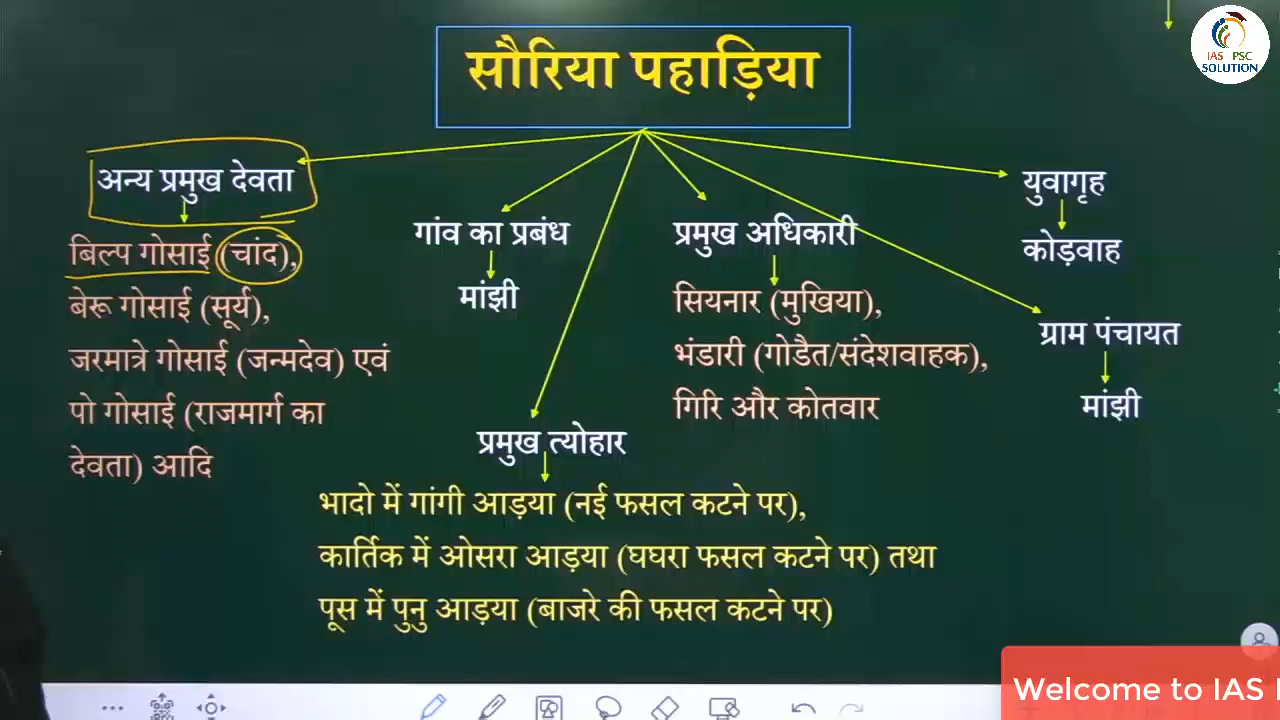 IAS PSC
SOLUTION
सौरिया पहाड़िया
अन्य प्रमुख देवता
बिल्प गोसाई (चांद),
बेरू गोसाई (सूर्य),
जरमात्रे गोसाई (जन्मदेव) एवं
पो गोसाई (राजमार्ग का
देवता) आदि
गांव का प्रबंध
मांझी
प्रमुख अधिकारी
सियनार (मुखिया),
भंडारी (गोडैत/संदेशवाहक),
गिरि और कोतवार
युवागृह
कोड़वाह
ग्राम पंचायत
मांझी
प्रमुख त्योहार
भादो में गांगी आड़या (नई फसल कटने पर),
कार्तिक में ओसरा आड़या (घघरा फसल कटने पर) तथा
पूस में पुनु आड़या (बाजरे की फसल कटने पर)
Welcome to IAS